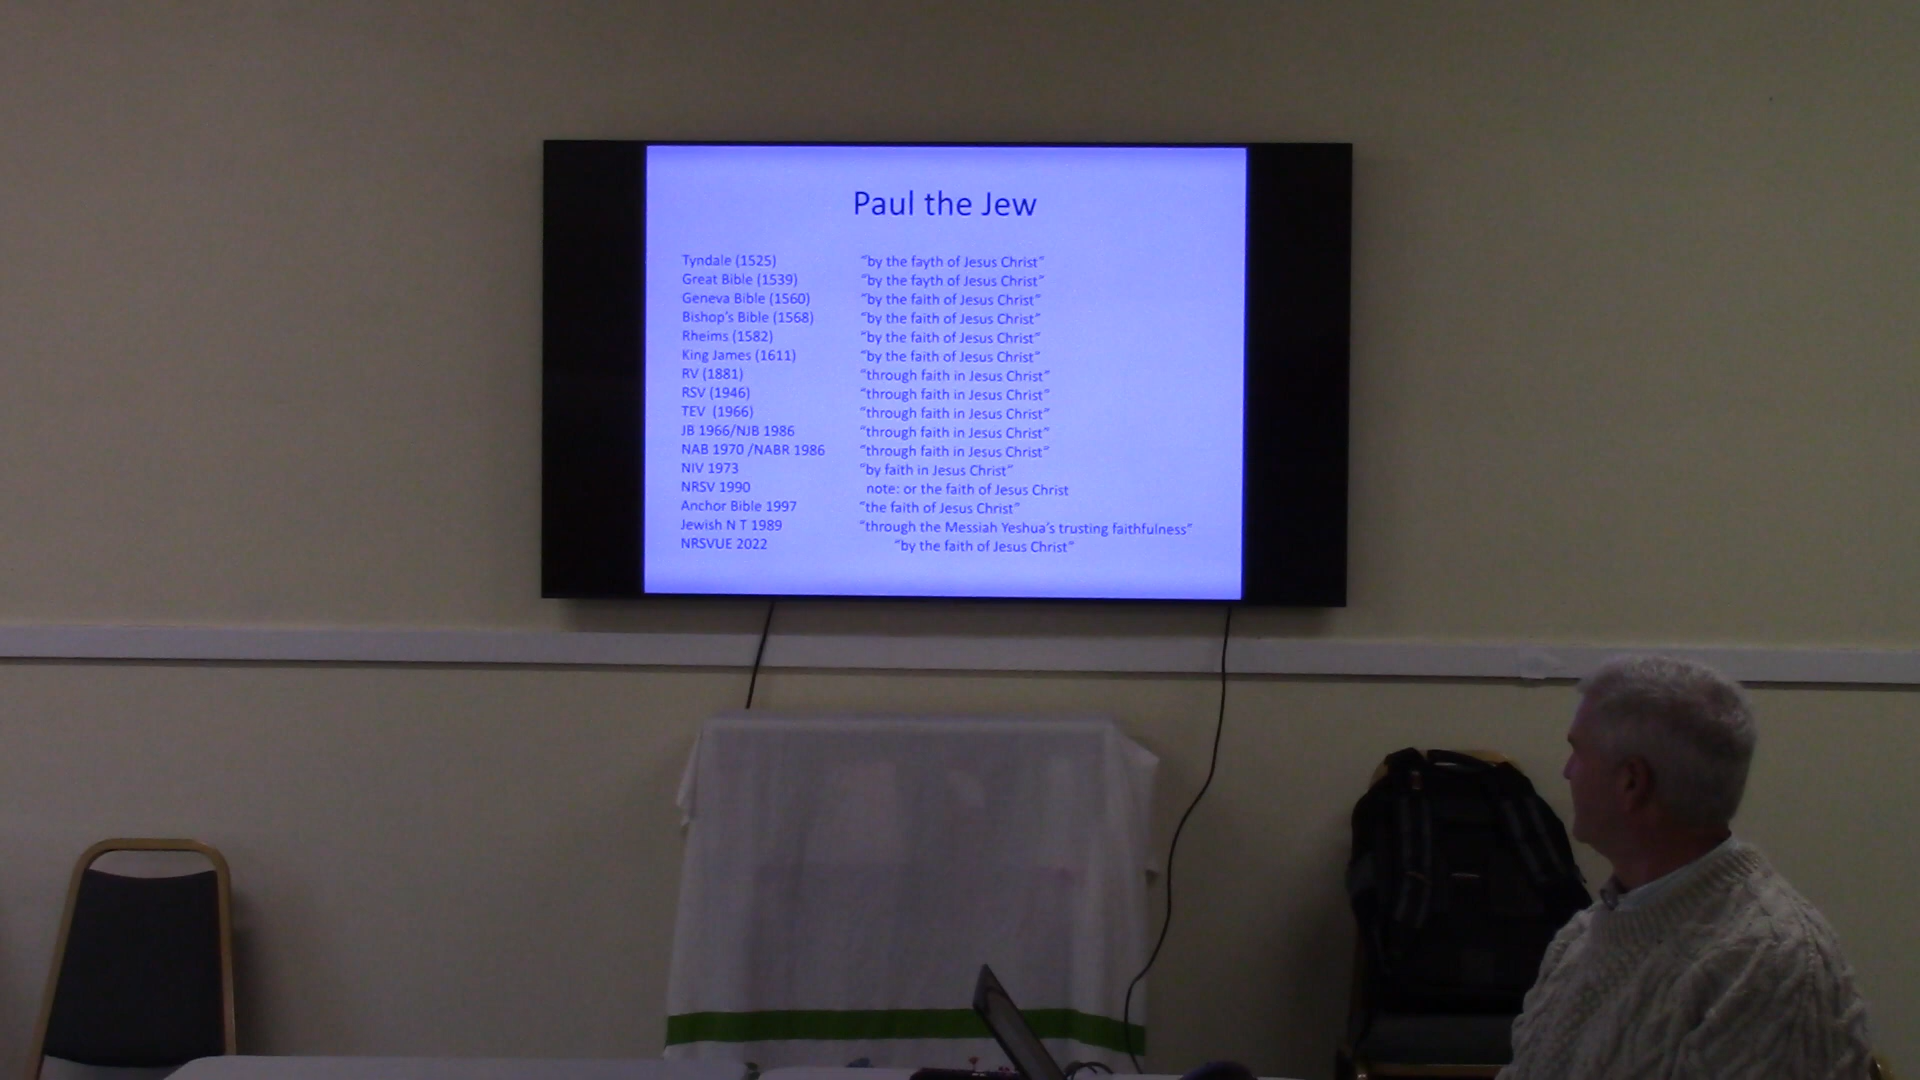 Paul the Jew
Tyndale (1525) "by the fayth of Jesus Christ"
Great Bible (1539) "by the fayth of Jesus Christ"
Geneva Bible (1560) "by the faith of Jesus Christ"
Bishop's Bible (1568) "by the faith of Jesus Christ"
Rheims (1582) "by the faith of Jesus Christ"
King James (1611) "by the faith of Jesus Christ"
RV (1881) "through faith in Jesus Christ"
RSV (1946) "through faith in Jesus Christ"
TEV (1966) "through faith in Jesus Christ"
JB 1966/NJB 1986 "through faith in Jesus Christ"
NAB 1970 /NABR 1986 "through faith in Jesus Christ"
NIV 1973 "by faith in Jesus Christ"
NRSV 1990 note: or the faith of Jesus Christ
Anchor Bible 1997 "the faith of Jesus Christ"
Jewish N T 1989 "through the Messiah Yeshua's trusting faithfulness"
NRSVUE 2022 "by the faith of Jesus Christ"